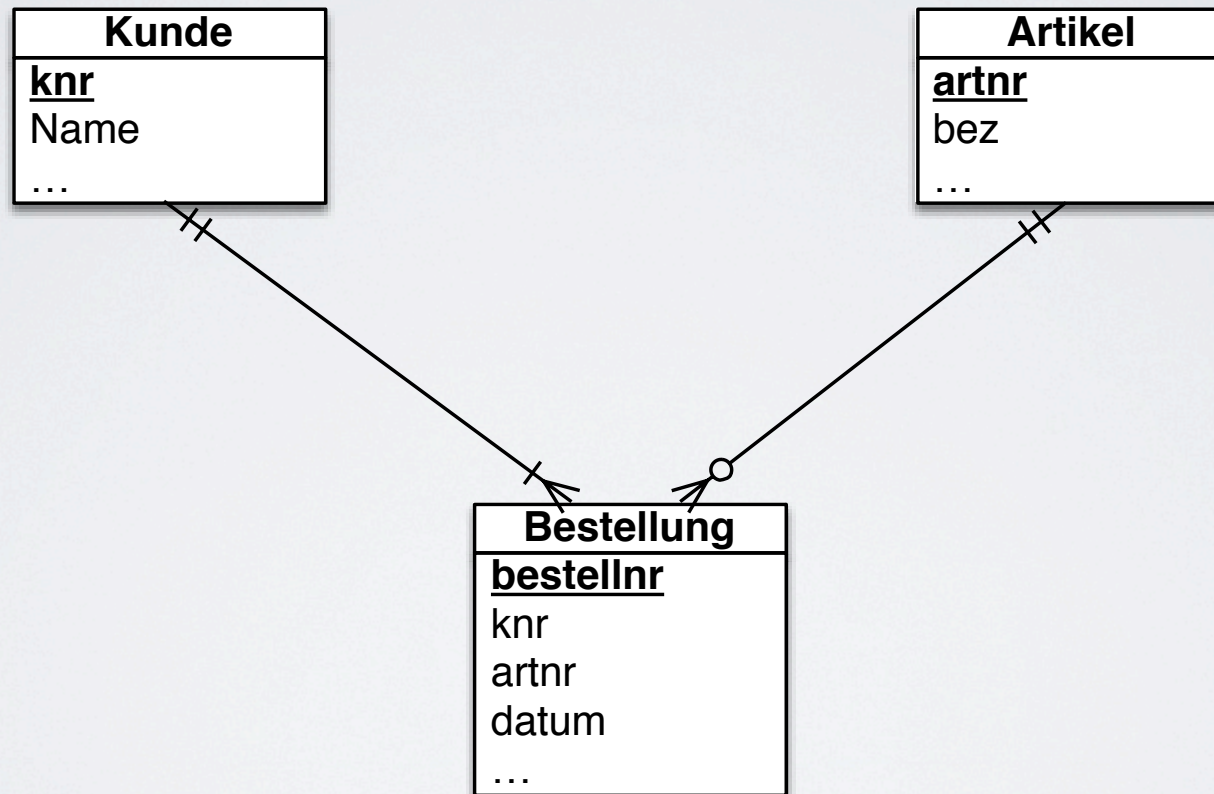 Kunde
knr
Name
…
Artikel
artnr
bez
…
Bestellung
bestellnr
knr
artnr
datum
…